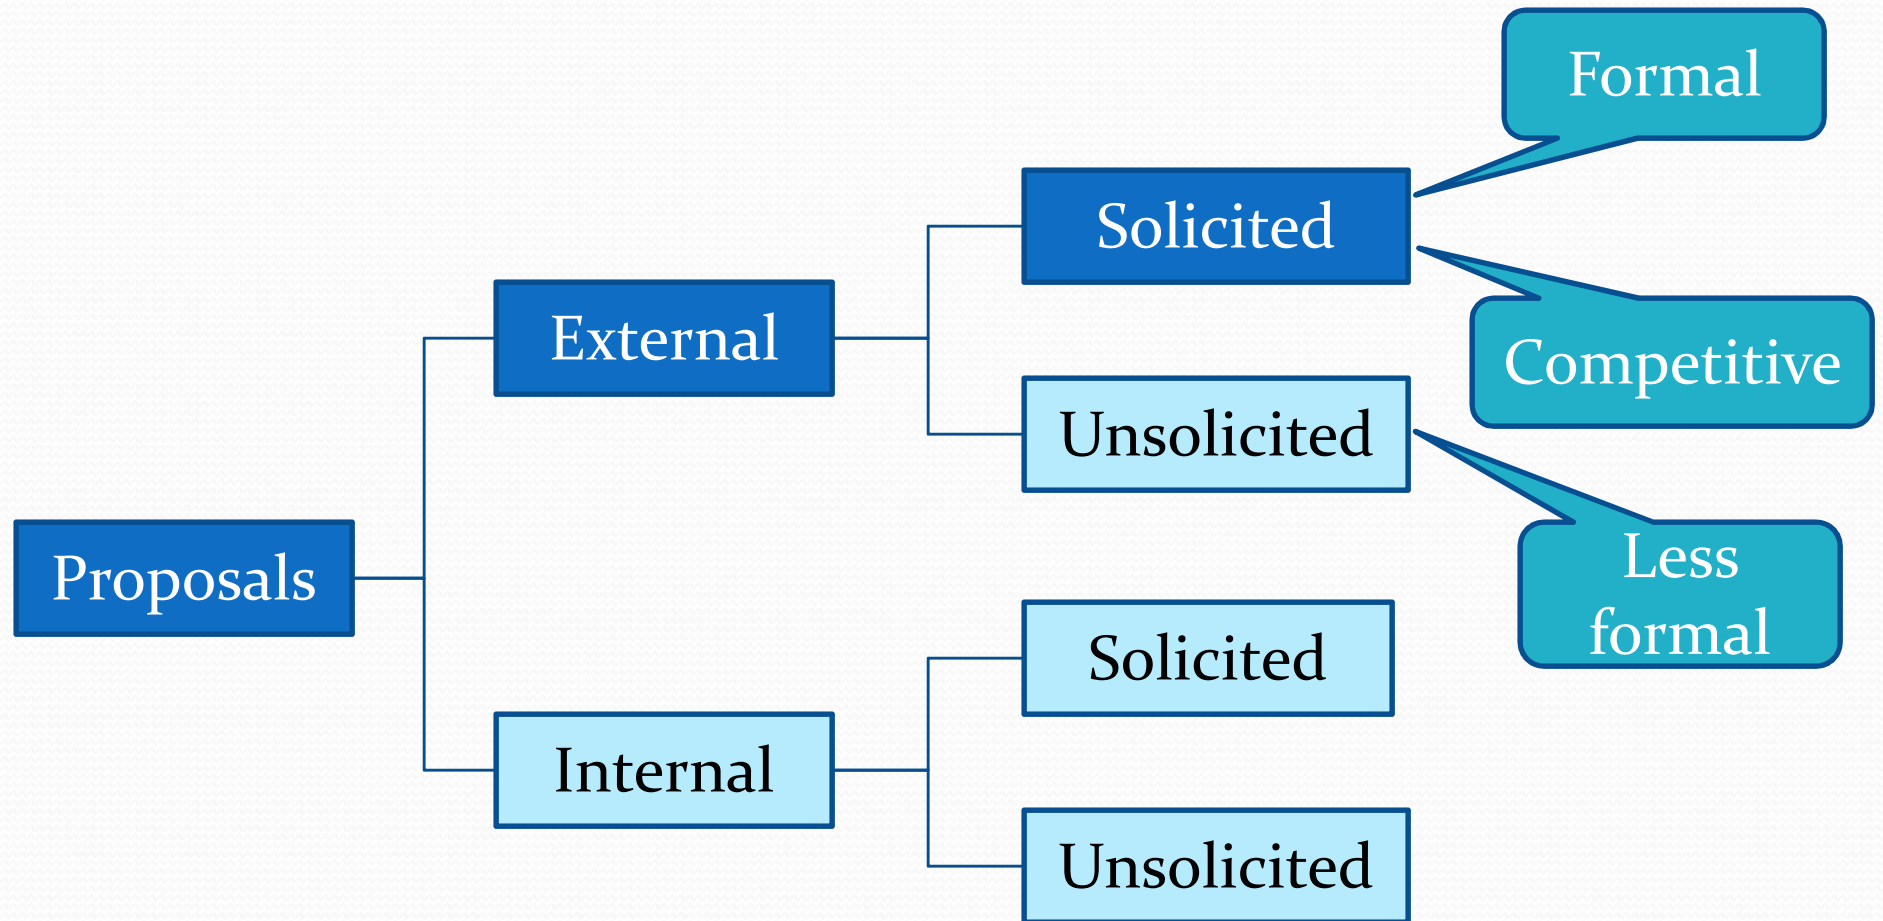 Formal
Solicited
External
Competitive
Unsolicited
Proposals
Less
formal
Solicited
Internal
Unsolicited